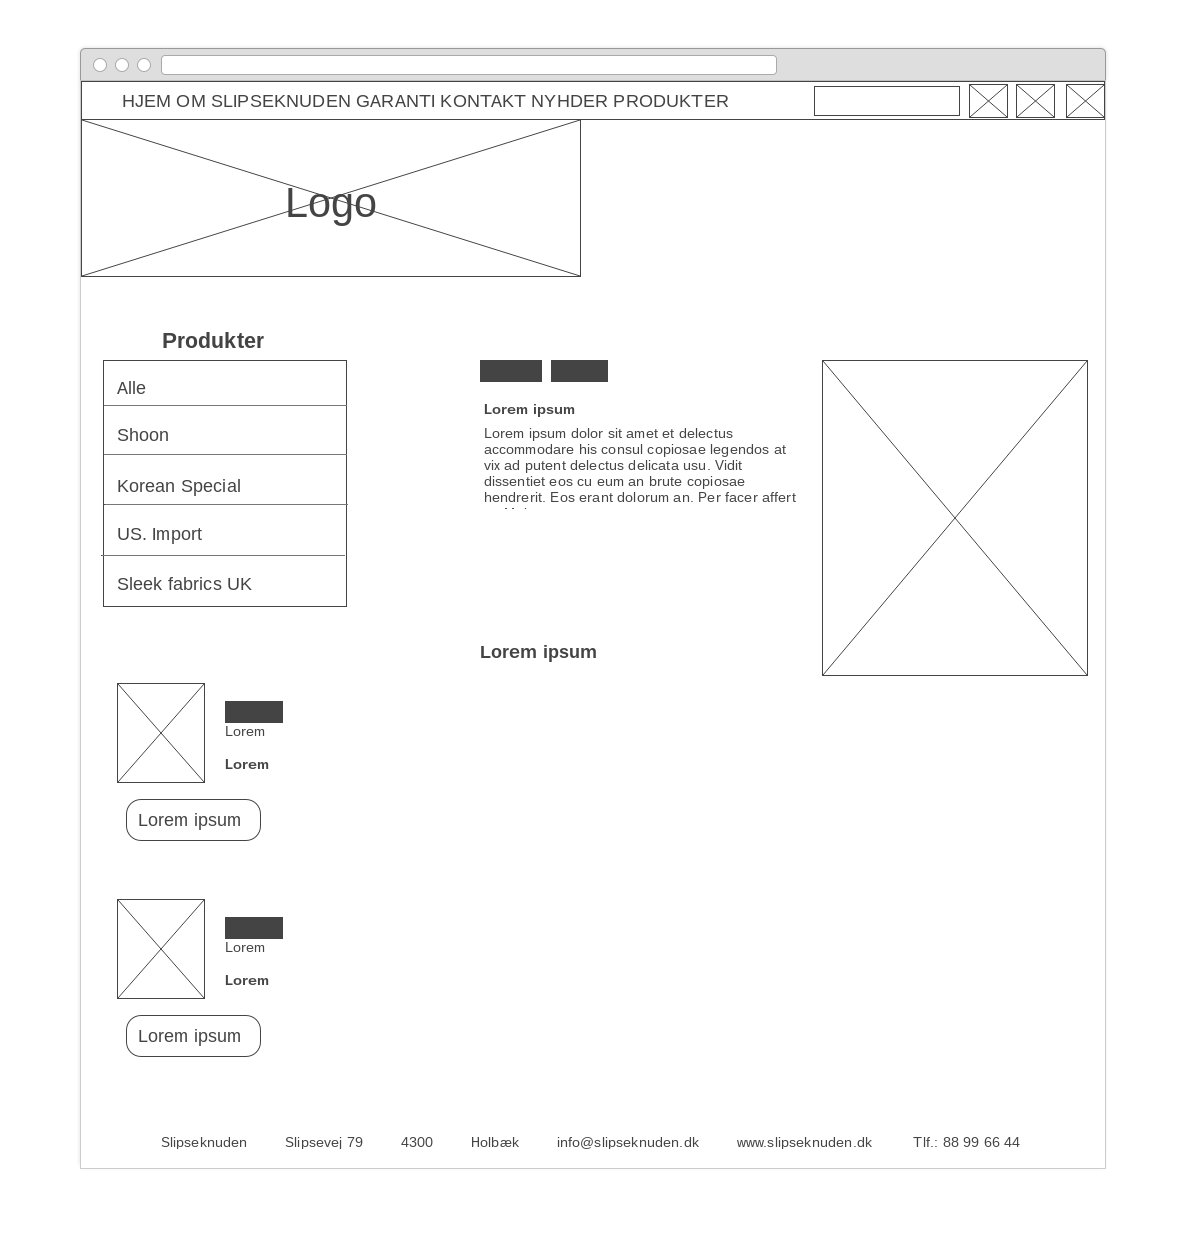 HJEM OM SLIPSEKNUDEN GARANTI KONTAKT NYHDER PRODUKTER
Logo
Produkter
Alle
Shoon
Korean Special
US. Import
Sleek fabrics UK
Lorem ipsum
Lorem ipsum dolor sit amet et delectus
accommodare his consul copiosae legendos at
vix ad putent delectus delicata usu. Vidit
dissentiet eos cu eum an brute copiosae
hendrerit. Eos erant dolorum an. Per facer affert
Lorem ipsum
Lorem
Lorem
Lorem ipsum
Lorem
Lorem
Lorem ipsum
Slipseknuden Slipsevej 79 4300 Holbæk info@slipseknuden.dk www.slipseknuden.dk Tlf.: 88 99 66 44